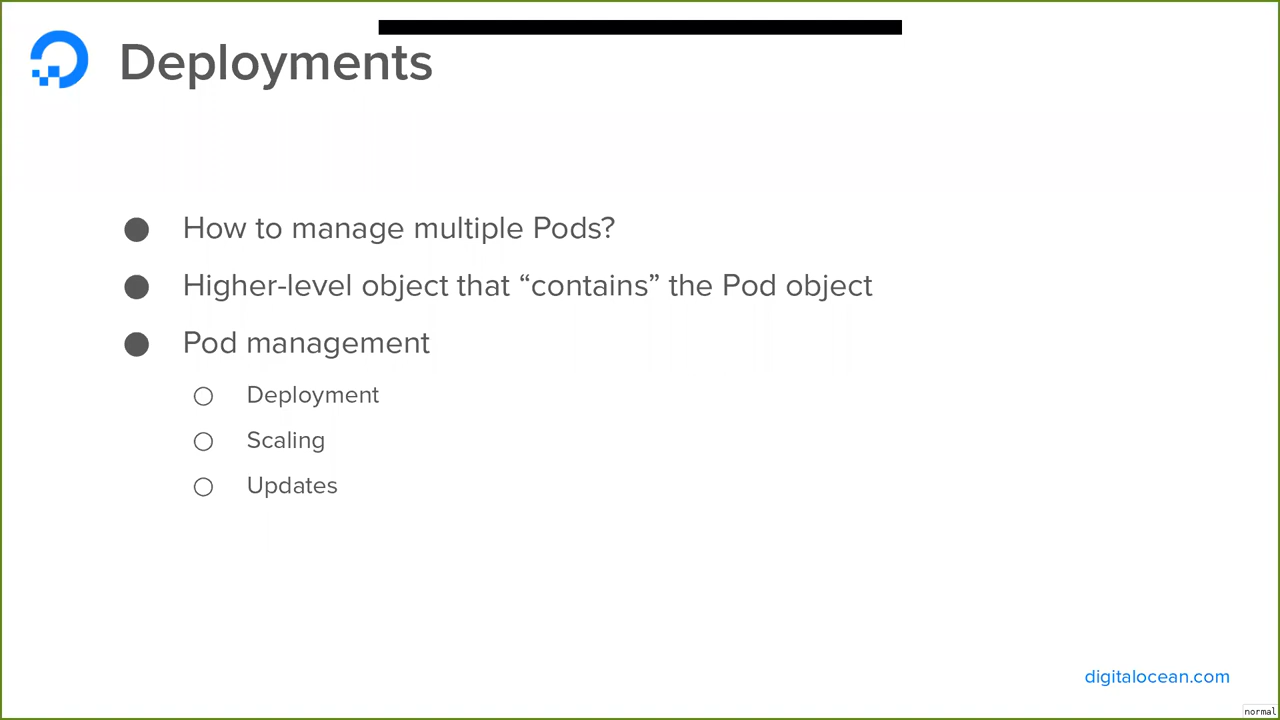 Deployments
How to manage multiple Pods?
Higher-level object that “contains” the Pod object
Pod management
Deployment
Scaling
Updates
digitalocean.com
normal